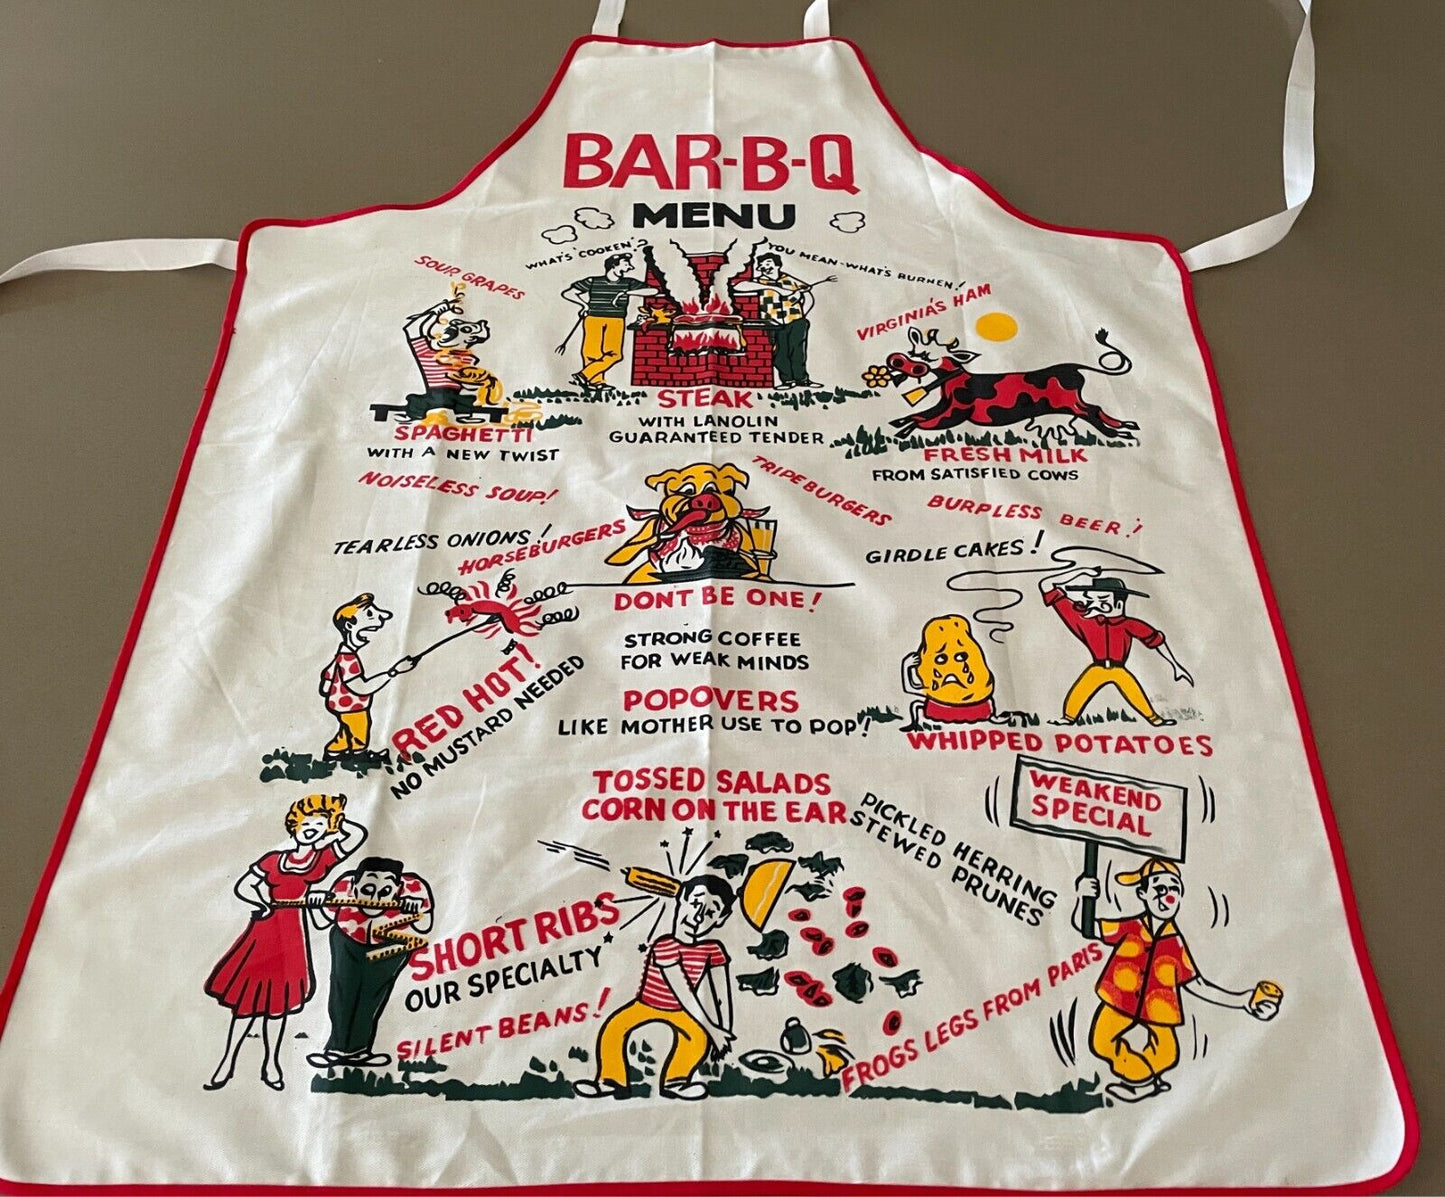 BAR-B-Q
MENU
WHAT'S "COOKEN"?
YOU MEAN-WHAT'S BURNEN!
SOUR GRAPES
VIRGINIA'S HAM
STEAK
WITH LANOLIN
GUARANTEED TENDER
SPAGHETTI
WITH A NEW TWIST
FRESH MILK
FROM SATISFIED COWS
NOISELESS SOUP!
TRIPEBURGERS
BURPLESS BEER!
TEARLESS ONIONS!
HORSEBURGERS
GIRDLE CAKES!
DONT BE ONE!
STRONG COFFEE
FOR WEAK MINDS
RED HOT!
NO MUSTARD NEEDED
POPOVERS
LIKE MOTHER USE TO POP!
WHIPPED POTATOES
TOSSED SALADS
CORN ON THE EAR
PICKLED HERRING
STEWED PRUNES
WEAKEND
SPECIAL
SHORT RIBS
OUR SPECIALTY
SILENT BEANS!
FROGS LEGS FROM PARIS